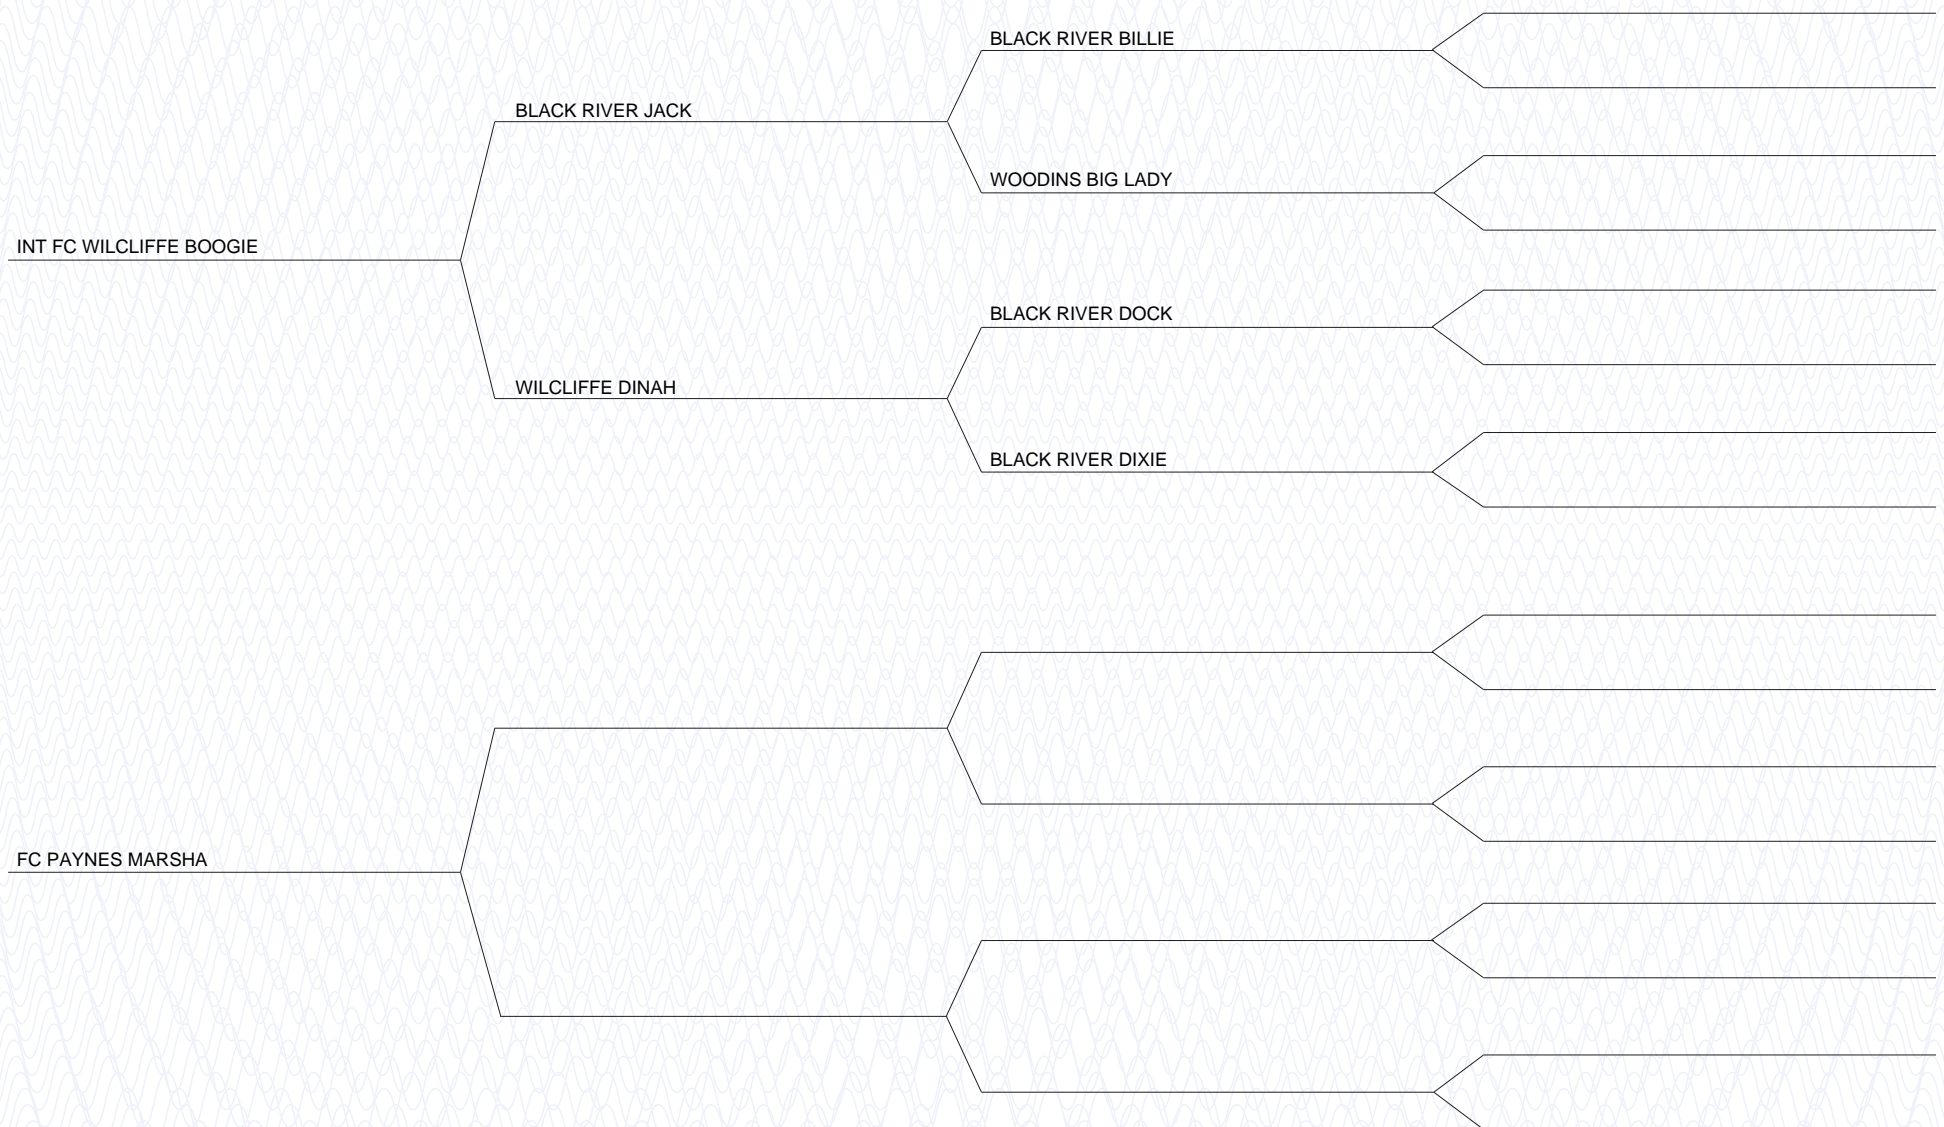 BLACK RIVER BILLIE
BLACK RIVER JACK
WOODINS BIG LADY
INT FC WILCLIFFE BOOGIE
BLACK RIVER DOCK
WILCLIFFE DINAH
BLACK RIVER DIXIE
FC PAYNES MARSHA